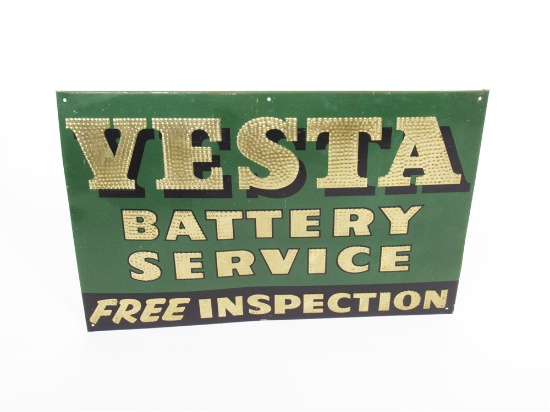 VESTA
BATTERY
SERVICE
FREE INSPECTION